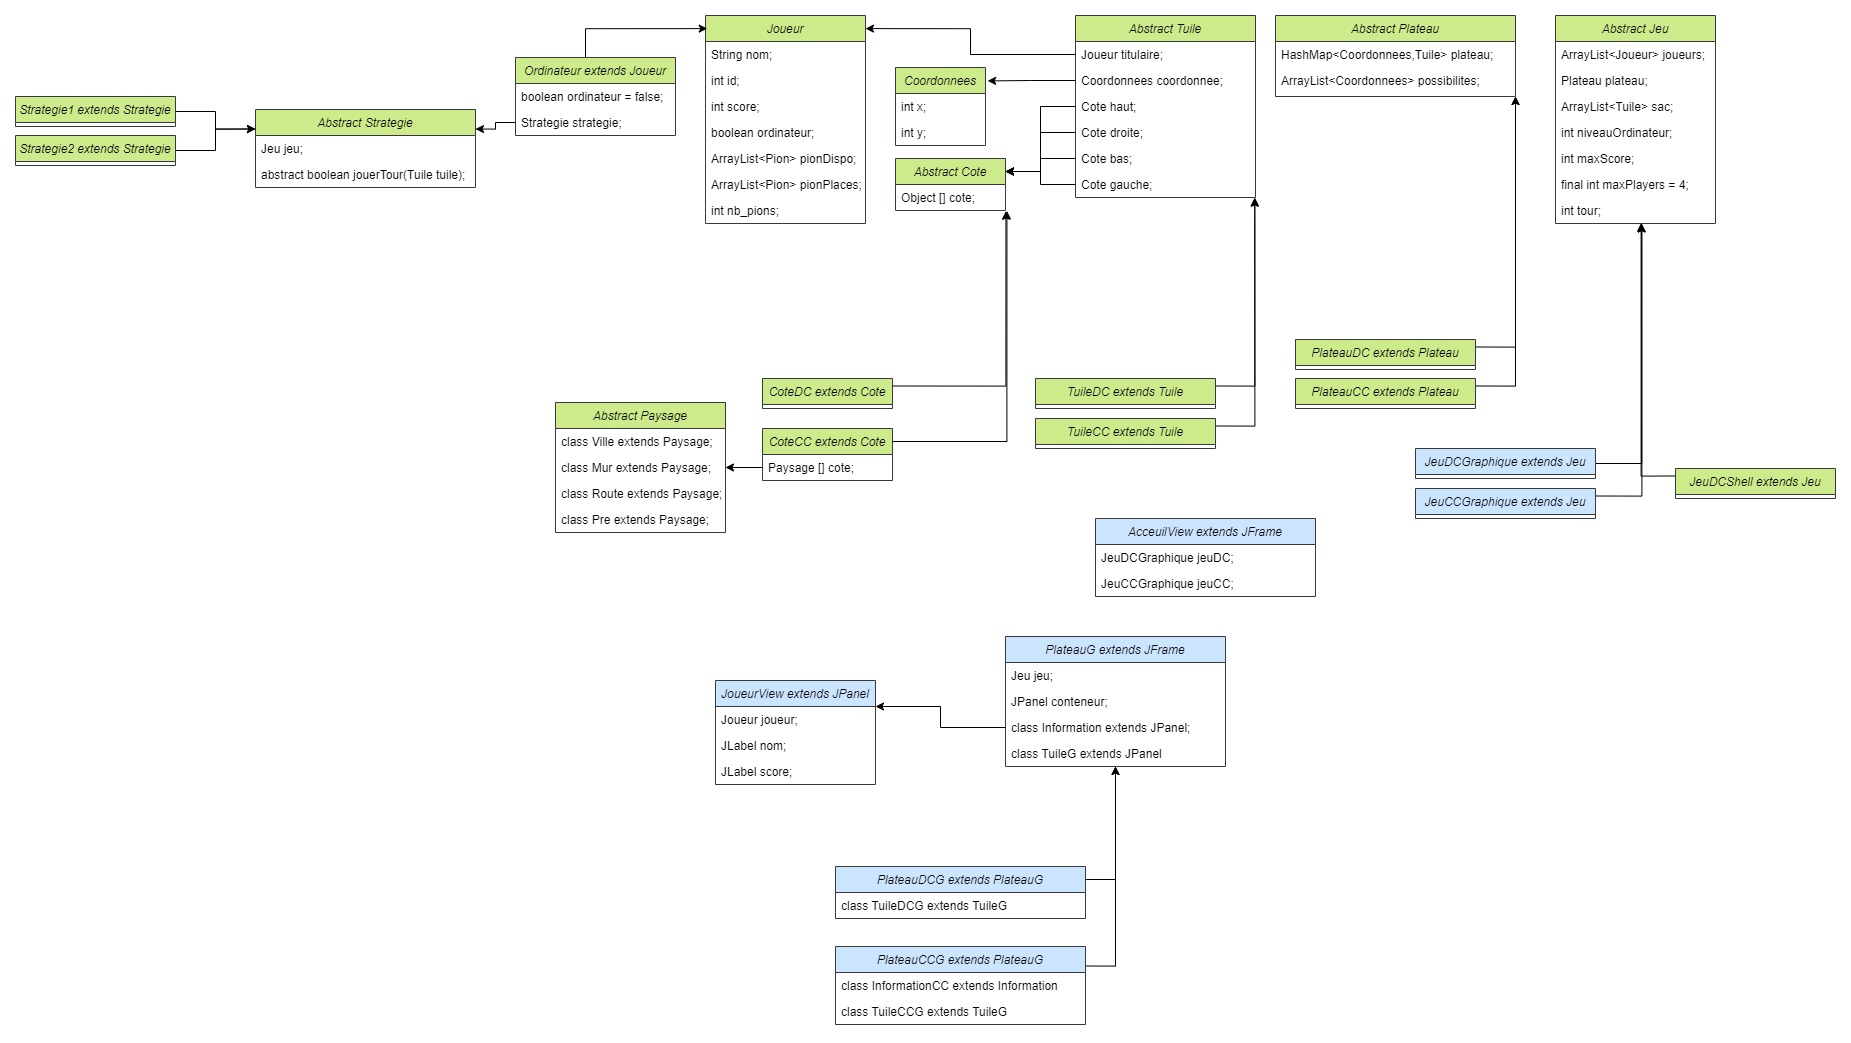 Strategie1 extends Strategie
Strategie2 extends Strategie
Abstract Strategie
Jeu jeu;
abstract boolean jouerTour(Tuile tuile);
Ordinateur extends Joueur
boolean ordinateur = false;
Strategie strategie;
Joueur
String nom;
int id;
int score;
boolean ordinateur;
ArrayList<Pion> pionDispo;
ArrayList<Pion> pionPlaces;
int nb_pions;
Coordonnees
int x;
int y;
Abstract Cote
Object [] cote;
Abstract Tuile
Joueur titulaire;
Coordonnees coordonnee;
Cote haut;
Cote droite;
Cote bas;
Cote gauche;
Abstract Plateau
HashMap<Coordonnees,Tuile> plateau;
ArrayList<Coordonnees> possibilites;
Abstract Jeu
ArrayList<Joueur> joueurs;
Plateau plateau;
ArrayList<Tuile> sac;
int niveauOrdinateur;
int maxScore;
final int maxPlayers = 4;
int tour;
Abstract Paysage
class Ville extends Paysage;
class Mur extends Paysage;
class Route extends Paysage;
class Pre extends Paysage;
CoteDC extends Cote
CoteCC extends Cote
Paysage [] cote;
TuileDC extends Tuile
TuileCC extends Tuile
PlateauDC extends Plateau
PlateauCC extends Plateau
JeuDCGraphique extends Jeu
JeuCCGraphique extends Jeu
JeuDCShell extends Jeu
AcceuilView extends JFrame
JeuDCGraphique jeuDC;
JeuCCGraphique jeuCC;
JoueurView extends JPanel
Joueur joueur;
JLabel nom;
JLabel score;
PlateauG extends JFrame
Jeu jeu;
JPanel conteneur;
class Information extends JPanel;
class TuileG extends JPanel
PlateauDCG extends PlateauG
class TuileDCG extends TuileG
PlateauCCG extends PlateauG
class InformationCC extends Information
class TuileCCG extends TuileG